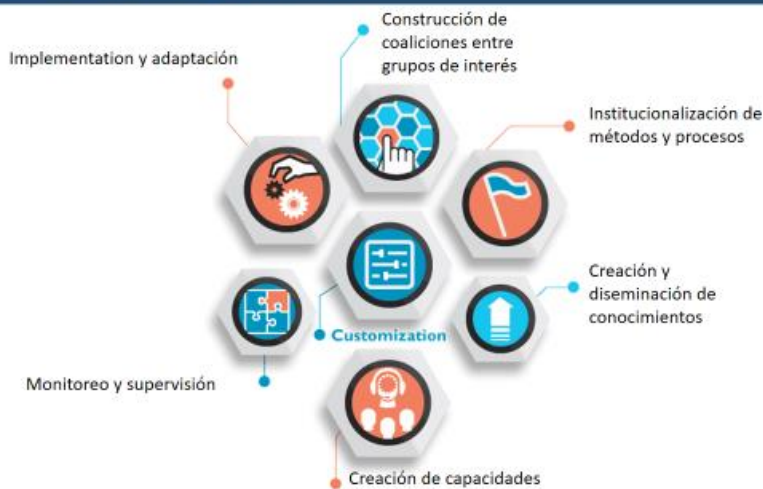 Construcción de
coaliciones entre
grupos de interés
Implementation y adaptación
Institucionalización de
métodos y procesos
Creación y
diseminación de
conocimientos
Customization
Monitoreo y supervisión
Creación de capacidades